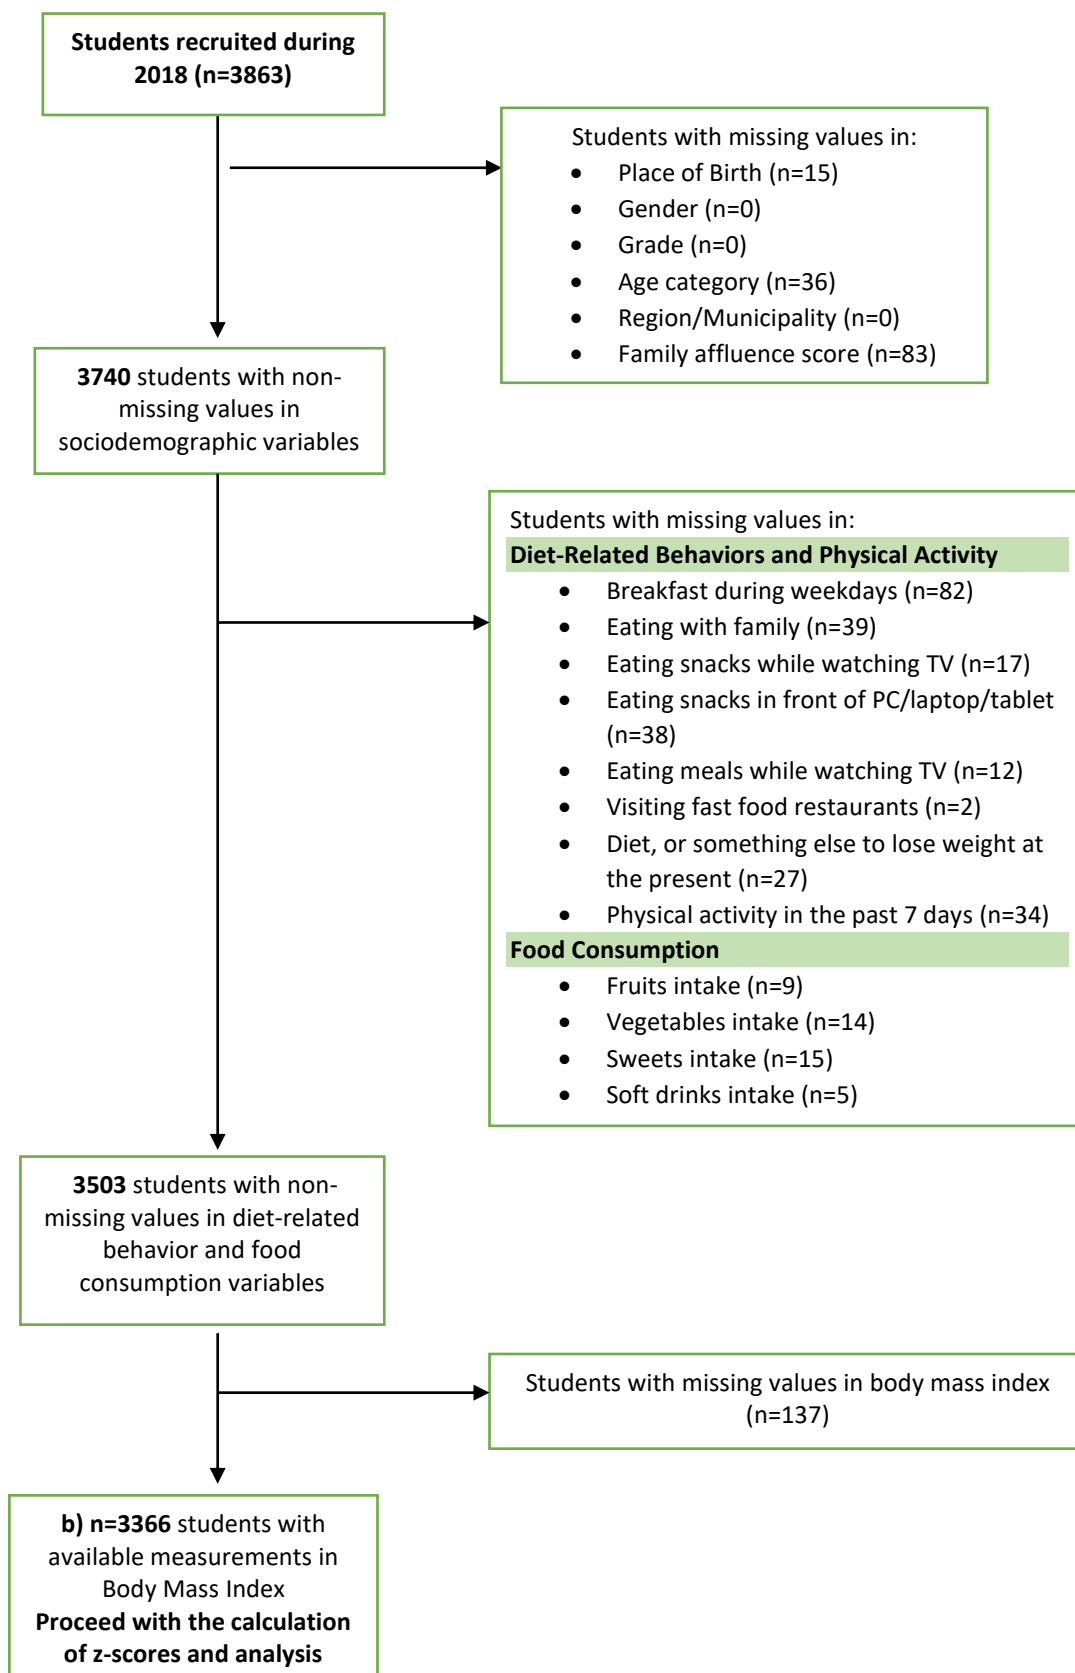 Students recruited during
2018 (n=3863)
Students with missing values in:
• Place of Birth (n=15)
• Gender (n=0)
• Grade (n=0)
• Age category (n=36)
• Region/Municipality (n=0)
• Family affluence score (n=83)
3740 students with non-
missing values in
sociodemographic variables
Students with missing values in:
Diet-Related Behaviors and Physical Activity
• Breakfast during weekdays (n=82)
• Eating with family (n=39)
• Eating snacks while watching TV (n=17)
• Eating snacks in front of PC/laptop/tablet
(n=38)
• Eating meals while watching TV (n=12)
• Visiting fast food restaurants (n=2)
• Diet, or something else to lose weight at
the present (n=27)
• Physical activity in the past 7 days (n=34)
Food Consumption
• Fruits intake (n=9)
• Vegetables intake (n=14)
• Sweets intake (n=15)
• Soft drinks intake (n=5)
3503 students with non-
missing values in diet-related
behavior and food
consumption variables
Students with missing values in body mass index
(n=137)
b) n=3366 students with
available measurements in
Body Mass Index
Proceed with the calculation
of z-scores and analysis